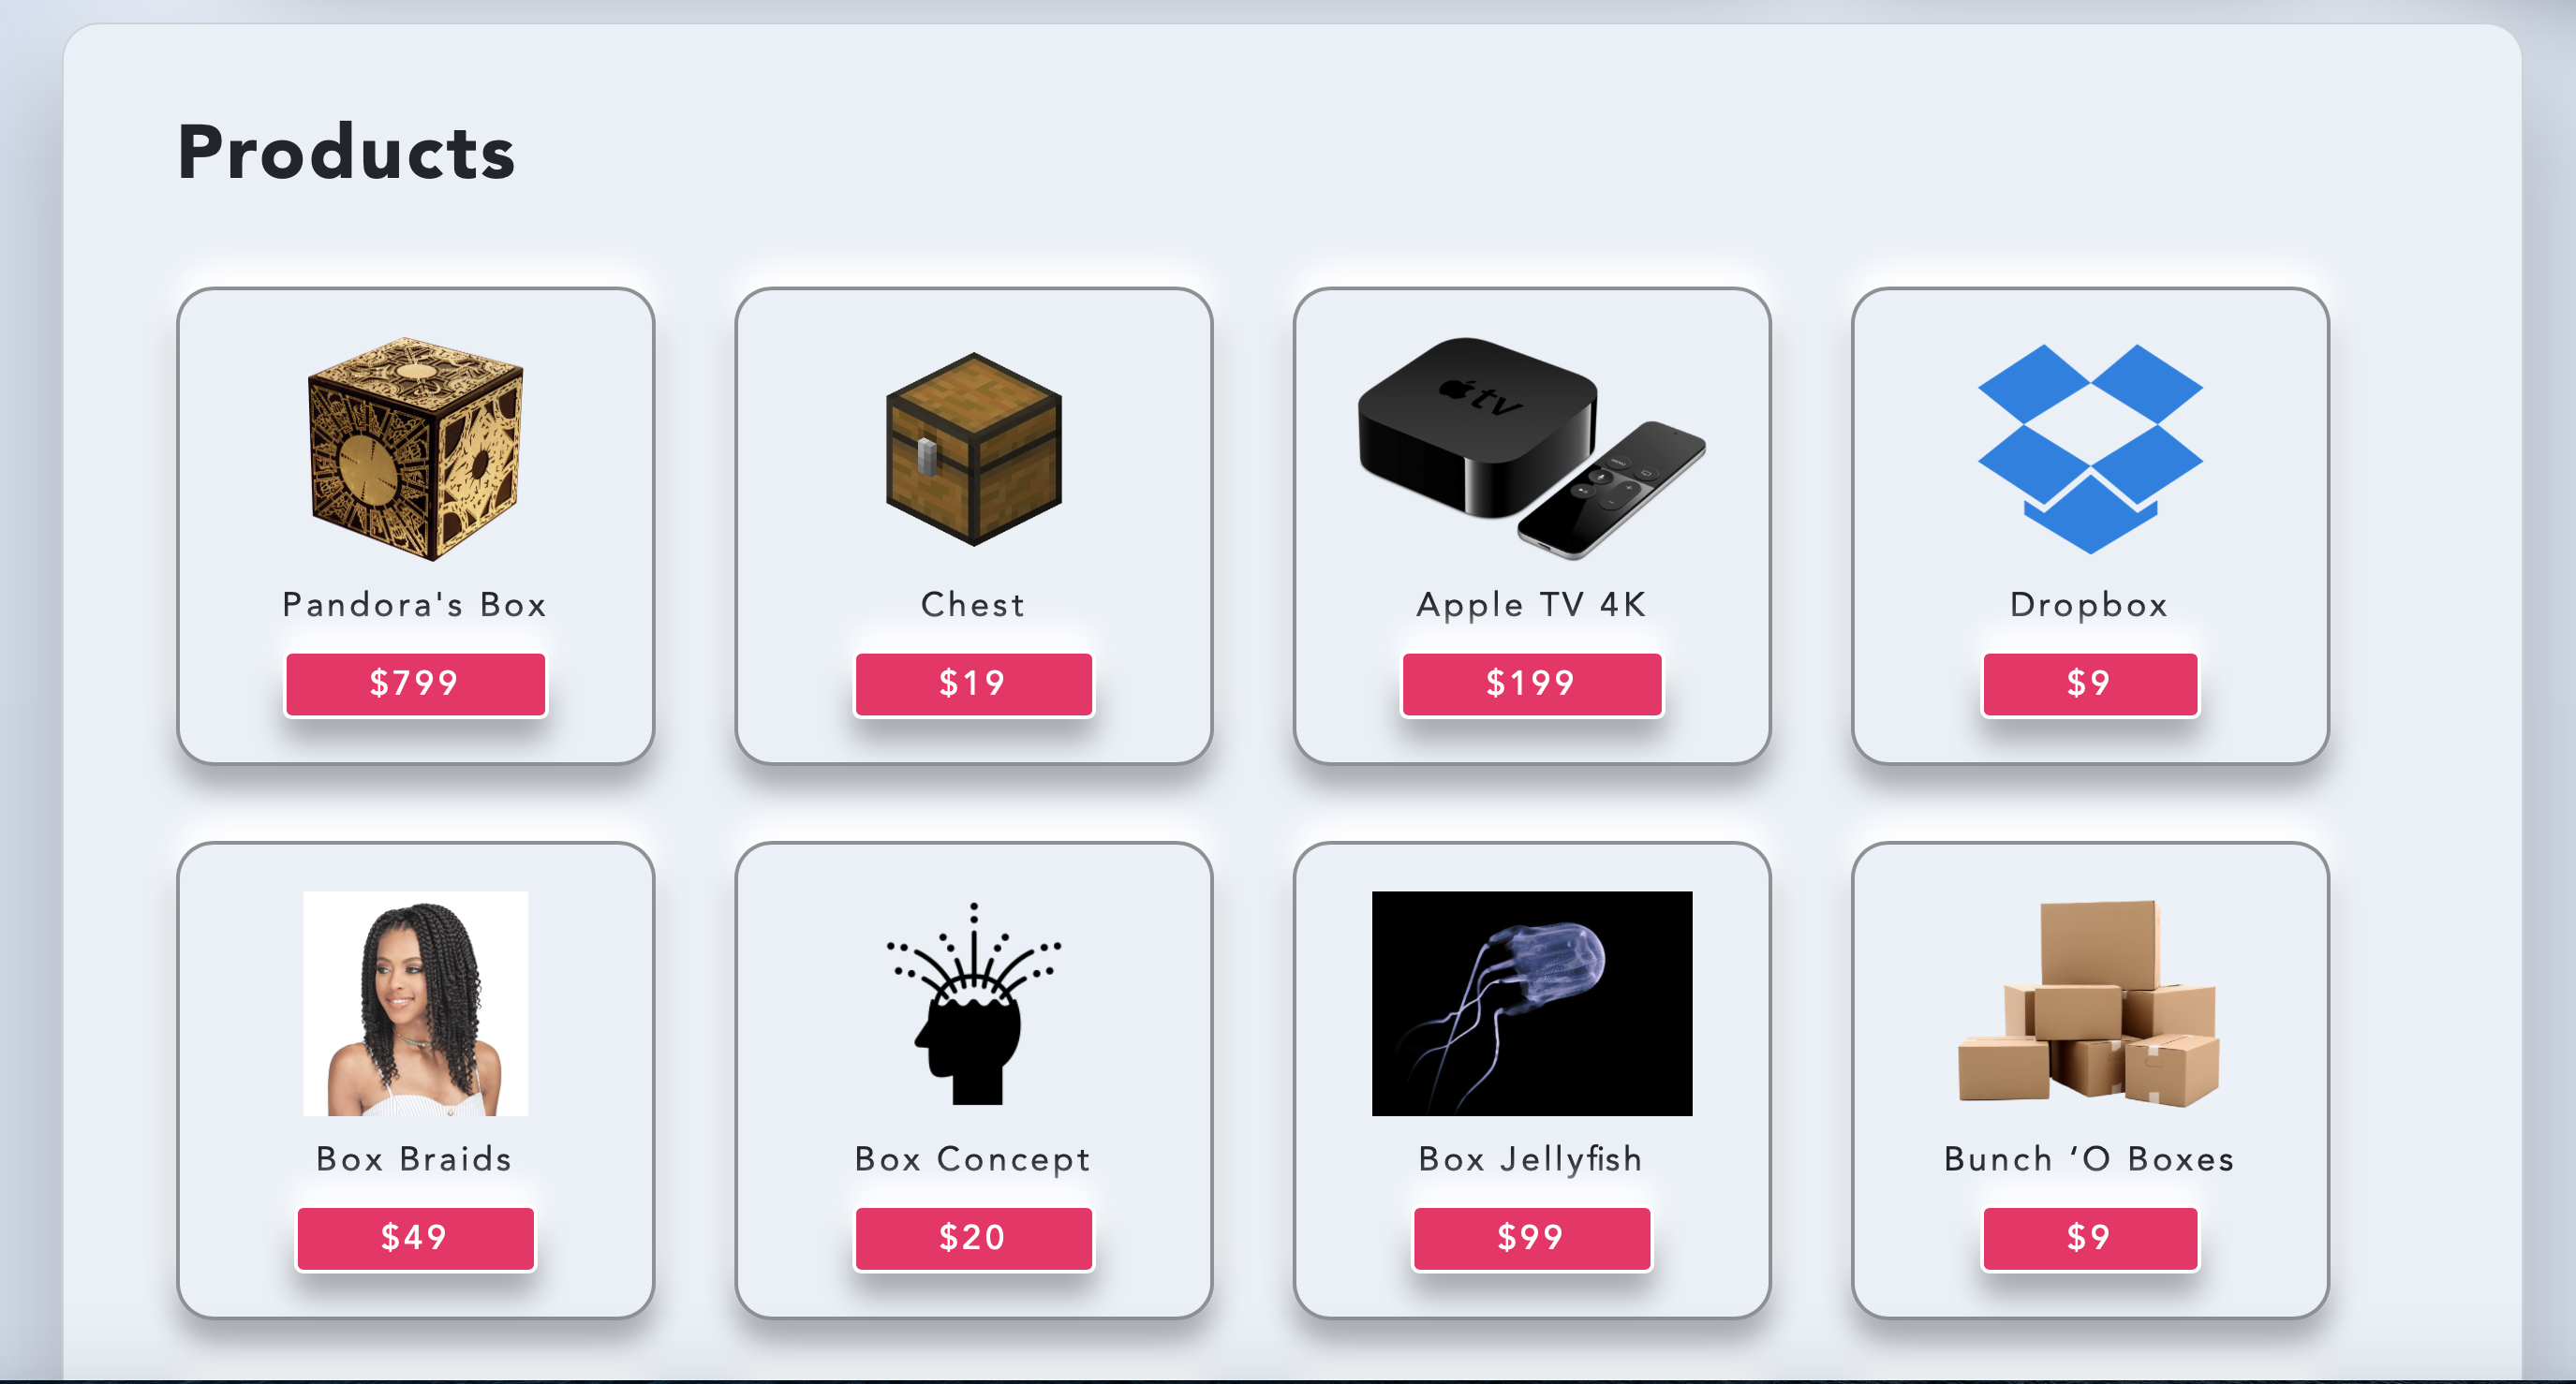 Products
tv
Pandora's Box
Chest
Apple TV 4K
Dropbox
$799
$19
$199
$9
Box Braids
Box Concept
Box Jellyfish
Bunch ‘O Boxes
$49
$20
$99
$9